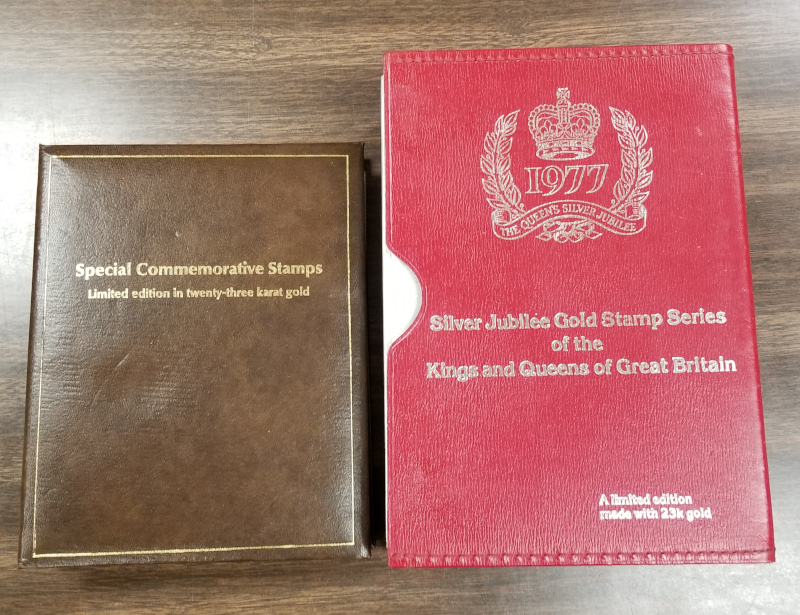 Special Commemorative Stamps
Limited edition in twenty-three karat gold
1977
THE QUEEN'S SILVER JUBILEE
Silver Jubilee Gold Stamp Series
of the
Kings and Queens of Great Britain
A limited edition
made with 23k gold